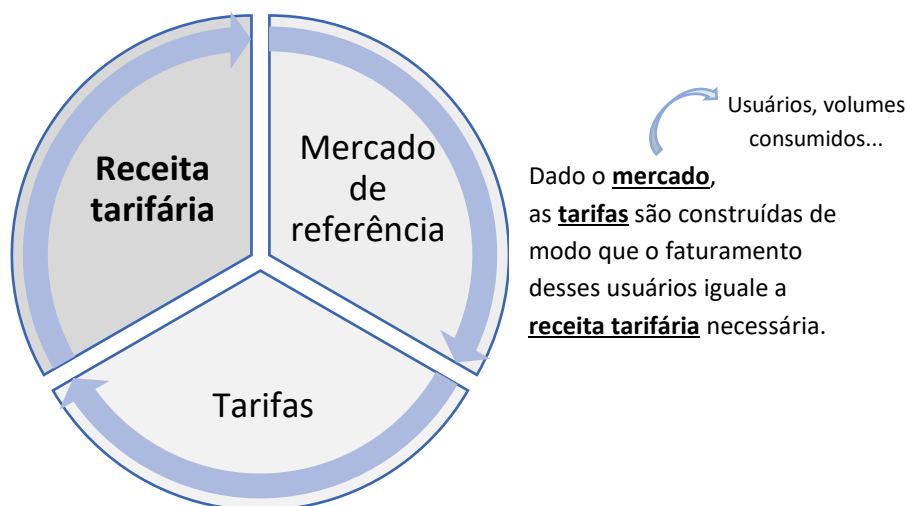 Receita
tarifária
Mercado
de
referência
Tarifas
Usuários, volumes
consumidos...
Dado o mercado,
as tarifas são construídas de
modo que o faturamento
desses usuários iguale a
receita tarifária necessária.